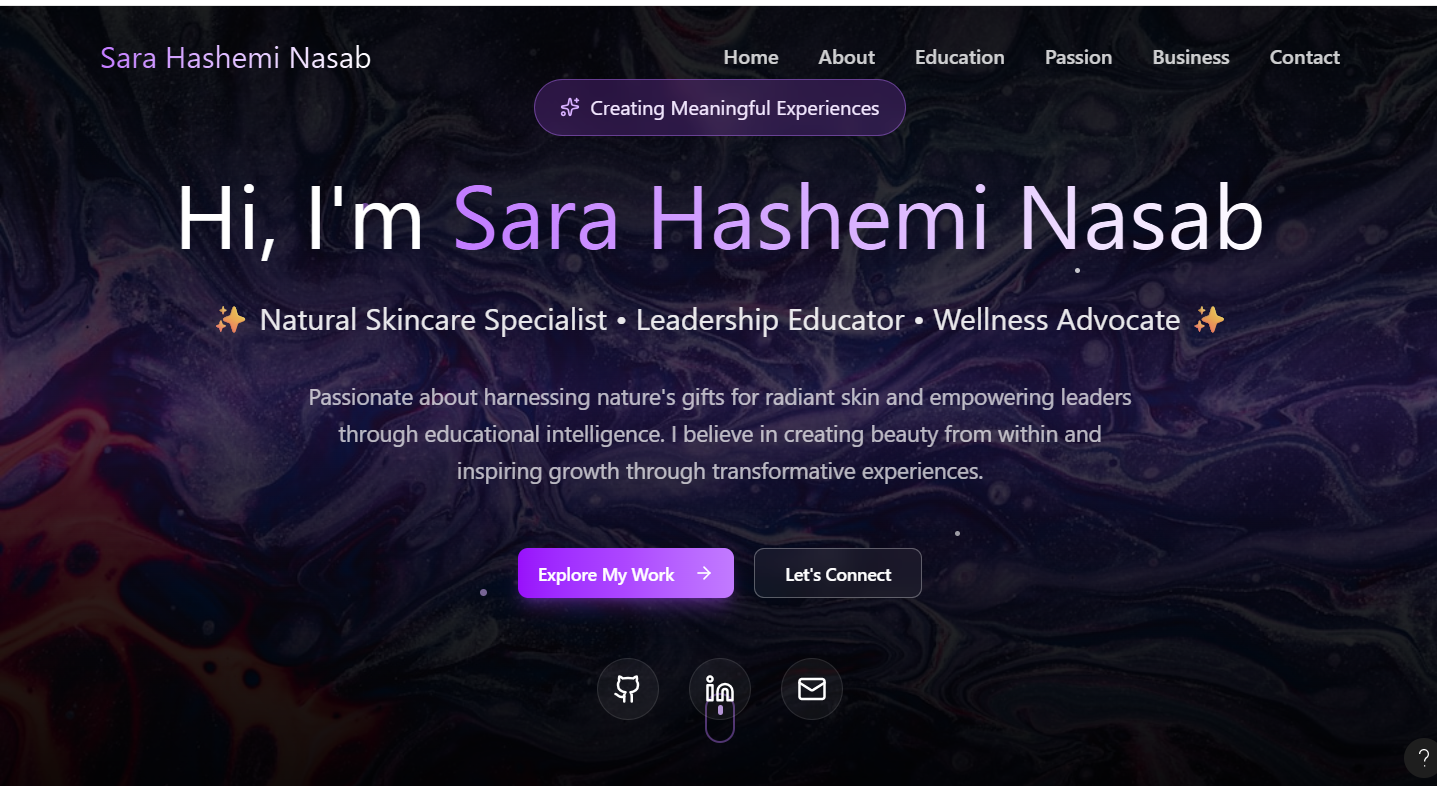 Sara Hashemi Nasab
Home About Education Passion Business Contact
Creating Meaningful Experiences
Hi, I'm Sara Hashemi Nasab
✨ Natural Skincare Specialist • Leadership Educator • Wellness Advocate ✨
Passionate about harnessing nature's gifts for radiant skin and empowering leaders
through educational intelligence. I believe in creating beauty from within and
inspiring growth through transformative experiences.
Explore My Work →
Let's Connect
in
?